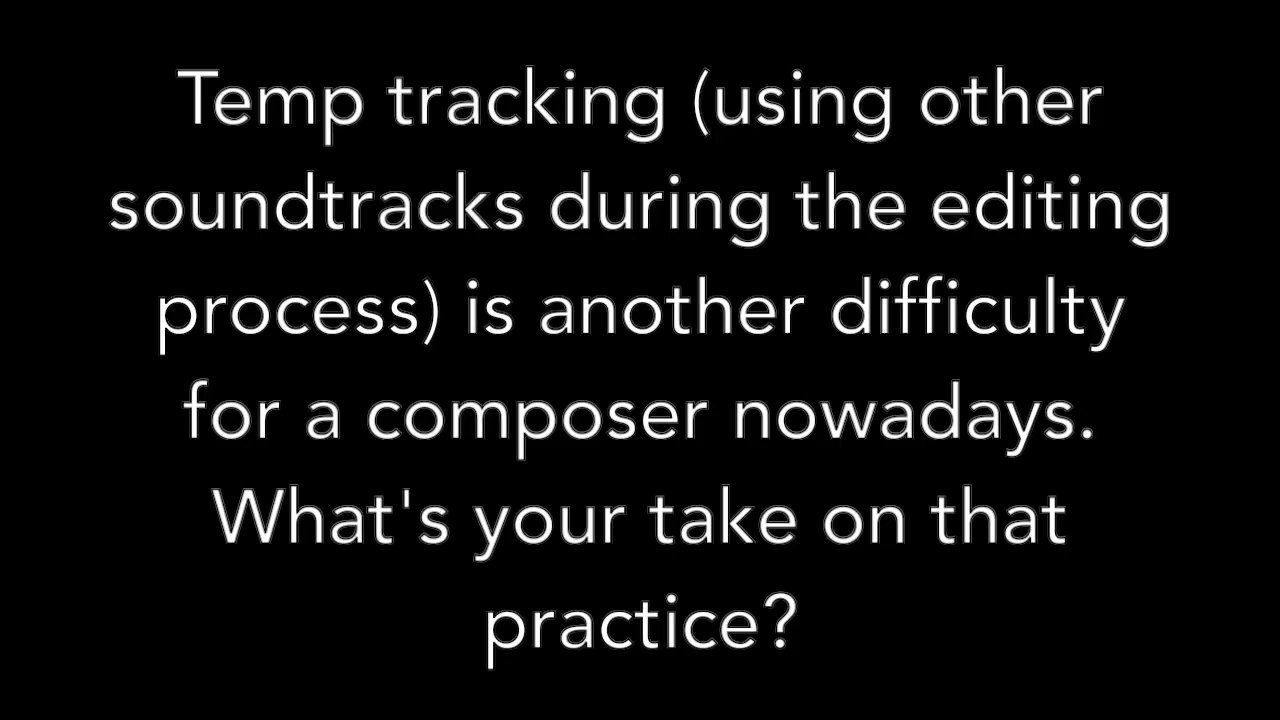 Temp tracking (using other
soundtracks during the editing
process) is another difficulty
for a composer nowadays.
What's your take on that
practice?